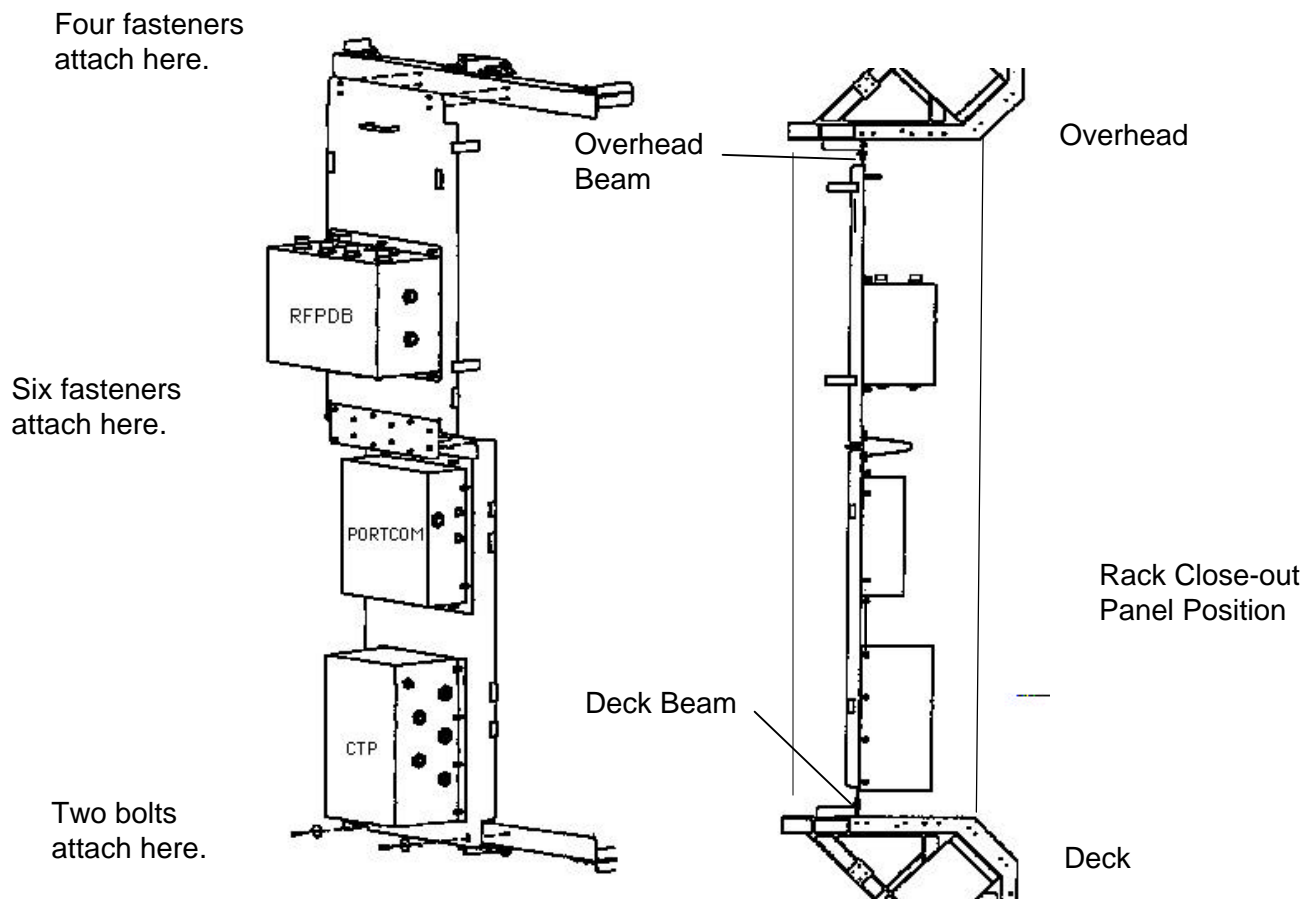 Four fasteners
attach here.
Overhead
Beam
Overhead
RFPDB
Six fasteners
attach here.
PORTCOM
Rack Close-out
Panel Position
Deck Beam
CTP
Two bolts
attach here.
Deck